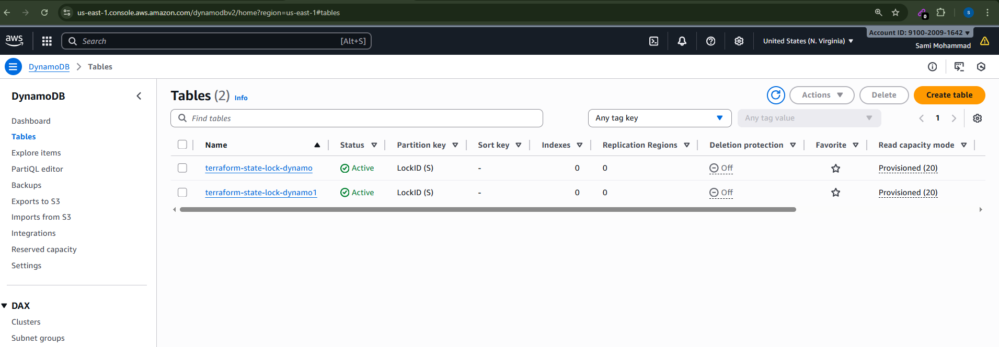 us-east-1.console.aws.amazon.com/dynamodbv2/home?region=us-east-1#tables
0
S
aws
Search
[Alt+S]
United States (N. Virginia)
Account ID: 9100-2009-1642
Sami Mohammad
DynamoDB
Tables
DynamoDB
Dashboard
Tables
Explore items
PartiQL editor
Backups
Exports to S3
Imports from S3
Integrations
Reserved capacity
Settings
DAX
Clusters
Subnet groups
Tables (2) Info
Actions
Delete
Create table
Find tables
Any tag key
Any tag value
1
Name Status Partition key Sort key Indexes Replication Regions Deletion protection Favorite Read capacity mode
terraform-state-lock-dynamo Active LockID (S) - 0 0 Off Provisioned (20)
terraform-state-lock-dynamo1 Active LockID (S) - 0 0 Off Provisioned (20)